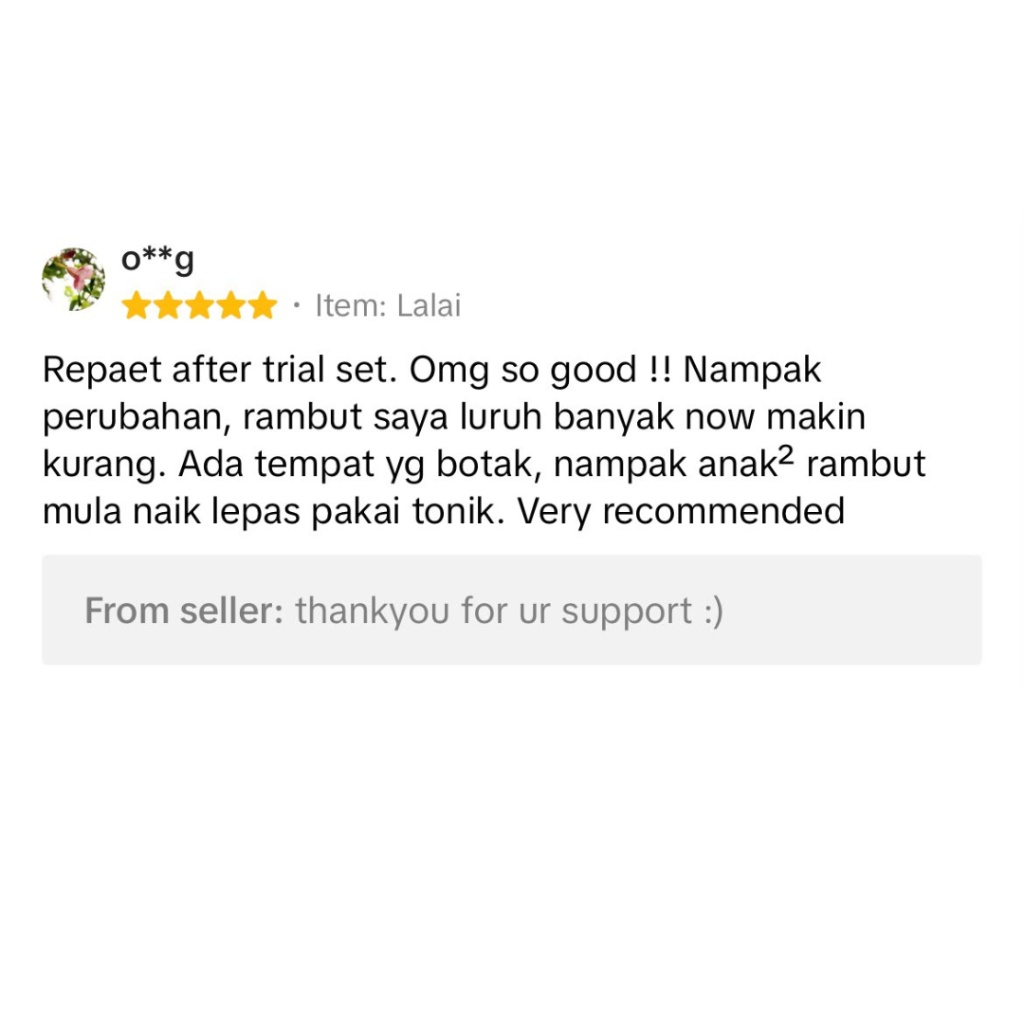 o**g
· Item: Lalai
Repaet after trial set. Omg so good !! Nampak
perubahan, rambut saya luruh banyak now makin
kurang. Ada tempat yg botak, nampak anak² rambut
mula naik lepas pakai tonik. Very recommended
From seller: thankyou for ur support :)